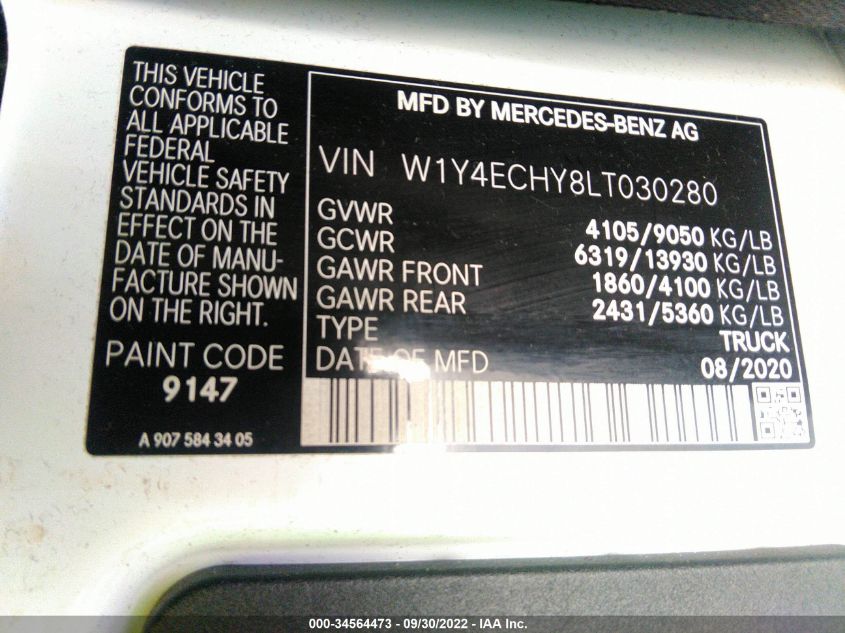 THIS VEHICLE
CONFORMS TO
ALL APPLICABLE
FEDERAL
VEHICLE SAFETY
STANDARDS IN
EFFECT ON THE
DATE OF MANU-
FACTURE SHOWN
ON THE RIGHT.
PAINT CODE
9147
A 907 584 34 05
MFD BY MERCEDES-BENZ AG
VIN W1Y4ECHY8LT030280
GVWR 4105/9050 KG/LB
GCWR 6319/13930 KG/LB
GAWR FRONT 1860/4100 KG/LB
GAWR REAR 2431/5360 KG/LB
TYPE TRUCK
DATE OF MFD 08/2020
000-34564473 - 09/30/2022 - IAA Inc.